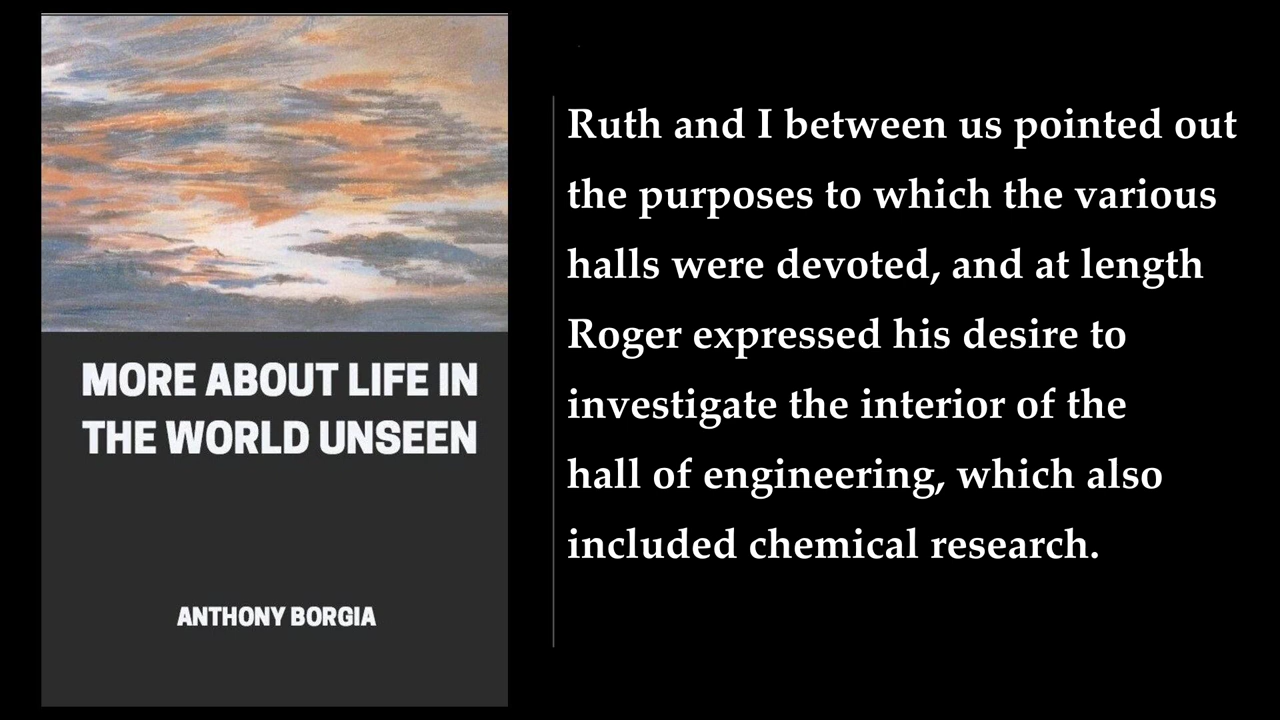 MORE ABOUT LIFE IN
THE WORLD UNSEEN
ANTHONY BORGIA
Ruth and I between us pointed out
the purposes to which the various
halls were devoted, and at length
Roger expressed his desire to
investigate the interior of the
hall of engineering, which also
included chemical research.